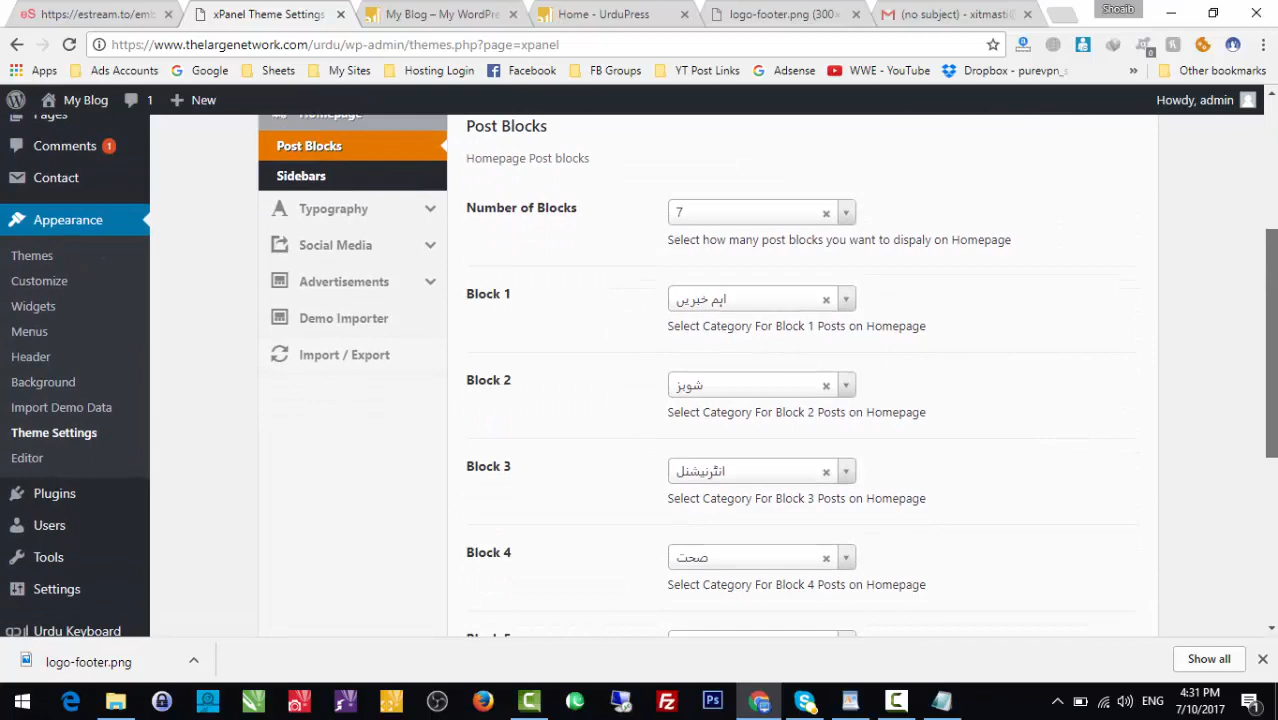 https://estream.to/emb
xPanel Theme Settings
My Blog – My WordPre
Home - UrduPress
logo-footer.png (300×
(no subject) - xitmasti@
Shoaib
https://www.thelargenetwork.com/urdu/wp-admin/themes.php?page=xpanel
Apps
Ads Accounts
Google
Sheets
My Sites
Hosting Login
Facebook
FB Groups
YT Post Links
Adsense
WWE - YouTube
Dropbox - purevpn_s
Other bookmarks
My Blog
1
New
Howdy, admin
Pages
Comments 1
Contact
Appearance
Themes
Customize
Widgets
Menus
Header
Background
Import Demo Data
Theme Settings
Editor
Plugins
Users
Tools
Settings
Urdu Keyboard
Homepage
Post Blocks
Sidebars
Typography
Social Media
Advertisements
Demo Importer
Import / Export
Post Blocks
Homepage Post blocks
Number of Blocks
7
Select how many post blocks you want to dispaly on Homepage
Block 1
اہم خبریں
Select Category For Block 1 Posts on Homepage
Block 2
شوبز
Select Category For Block 2 Posts on Homepage
Block 3
انٹرنیشنل
Select Category For Block 3 Posts on Homepage
Block 4
صحت
Select Category For Block 4 Posts on Homepage
Block 5
logo-footer.png
Show all
ENG
4:31 PM
7/10/2017